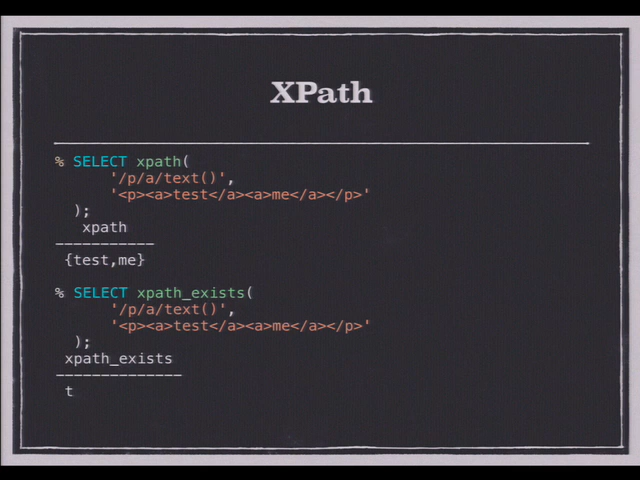 XPath
% SELECT xpath(
'/p/a/text()',
'<p><a>test</a><a>me</a></p>'
);
xpath
-----------
{test,me}
% SELECT xpath_exists(
'/p/a/text()',
'<p><a>test</a><a>me</a></p>'
);
xpath_exists
--------------
t